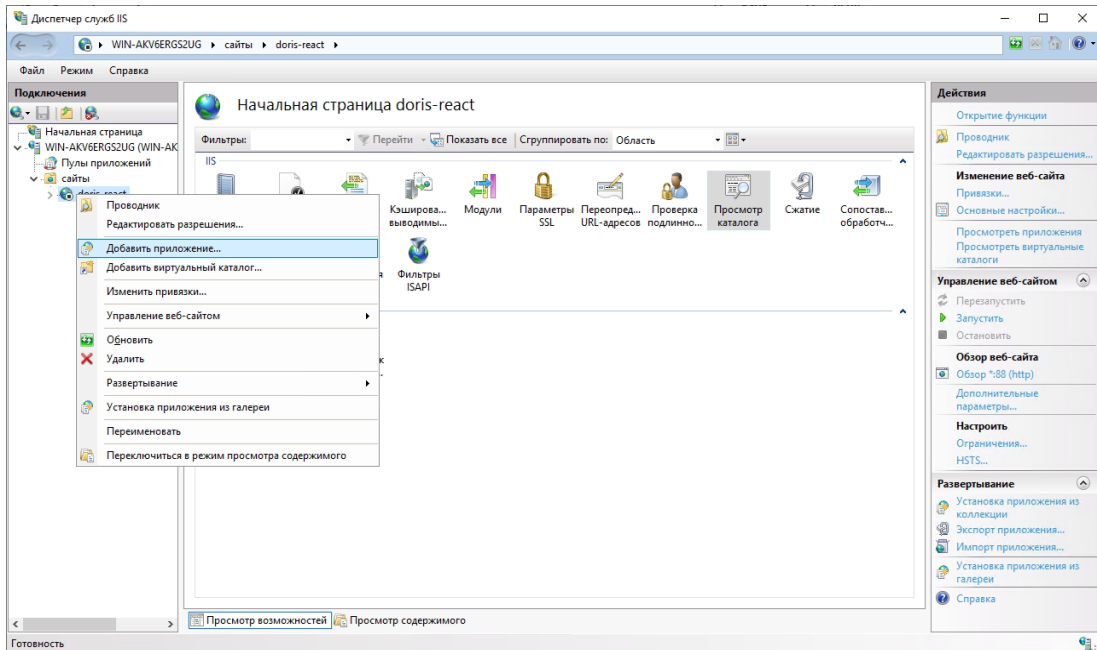 Диспетчер служб IIS
WIN-AKV6ERGS2UG сайты doris-react
Файл Режим Справка
Подключения
Начальная страница
WIN-AKV6ERGS2UG (WIN-AK
Пулы приложений
сайты
doris-react
Проводник
Редактировать разрешения...
Добавить приложение...
Добавить виртуальный каталог...
Изменить привязки...
Управление веб-сайтом
Обновить
Удалить
Развертывание
Установка приложения из галереи
Переименовать
Переключиться в режим просмотра содержимого
Начальная страница doris-react
Фильтры: Перейти Показать все Сгруппировать по: Область
IIS
Кэширова... Модули Параметры Переопред... Проверка Просмотр Сжатие Сопостав...
выводимы... SSL URL-адресов подлинно... каталога обработч...
Фильтры
ISAPI
Просмотр возможностей Просмотр содержимого
Действия
Открытие функции
Проводник
Редактировать разрешения...
Изменение веб-сайта
Привязки...
Основные настройки...
Просмотреть приложения
Просмотреть виртуальные
каталоги
Управление веб-сайтом
Перезапустить
Запустить
Остановить
Обзор веб-сайта
Обзор *:88 (http)
Дополнительные
параметры...
Настроить
Ограничения...
HSTS...
Развертывание
Установка приложения из
коллекции
Экспорт приложения...
Импорт приложения...
Установка приложения из
галереи
Справка
Готовность